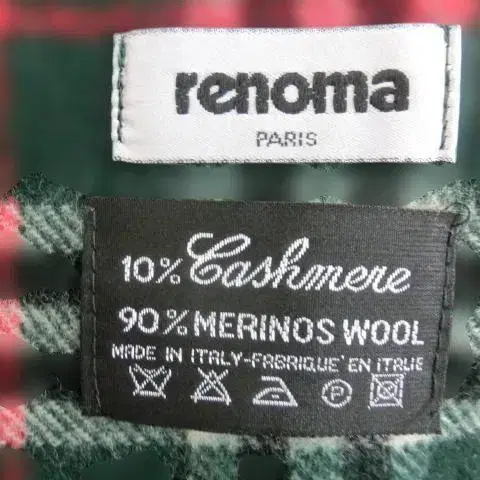 renoma
PARIS
10% Cashmere
90% MERINOS WOOL
MADE IN ITALY-FABRIQUE' EN ITALIE
P